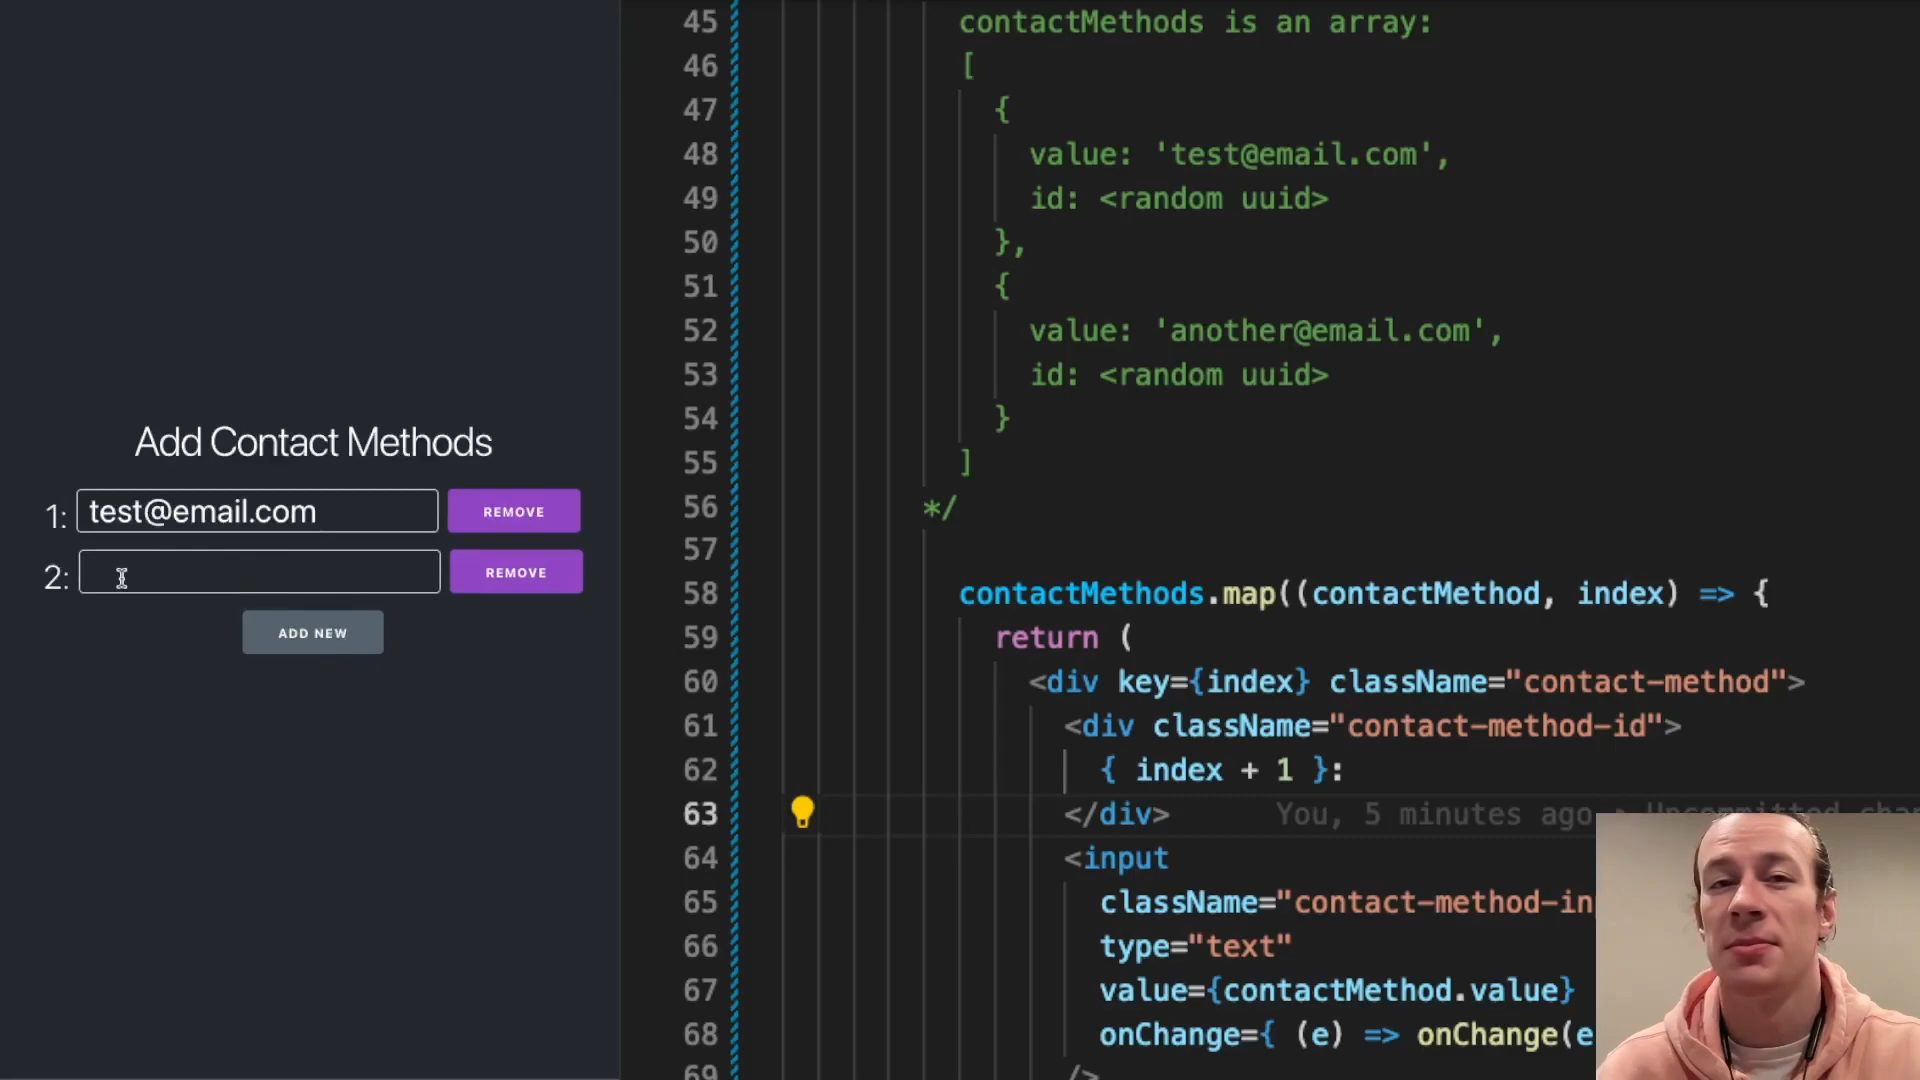 Add Contact Methods
1: test@email.com REMOVE
2: REMOVE
ADD NEW
45 contactMethods is an array:
46 [
47 {
48 value: 'test@email.com',
49 id: <random uuid>
50 },
51 {
52 value: 'another@email.com',
53 id: <random uuid>
54 }
55 ]
56 */
57
58 contactMethods.map((contactMethod, index) => {
59 return (
60 <div key={index} className="contact-method">
61 <div className="contact-method-id">
62 { index + 1 }:
63 </div> You, 5 minutes ago • Uncommitted chan
64 <input
65 className="contact-method-in
66 type="text"
67 value={contactMethod.value}
68 onChange={ (e) => onChange(e
69 />